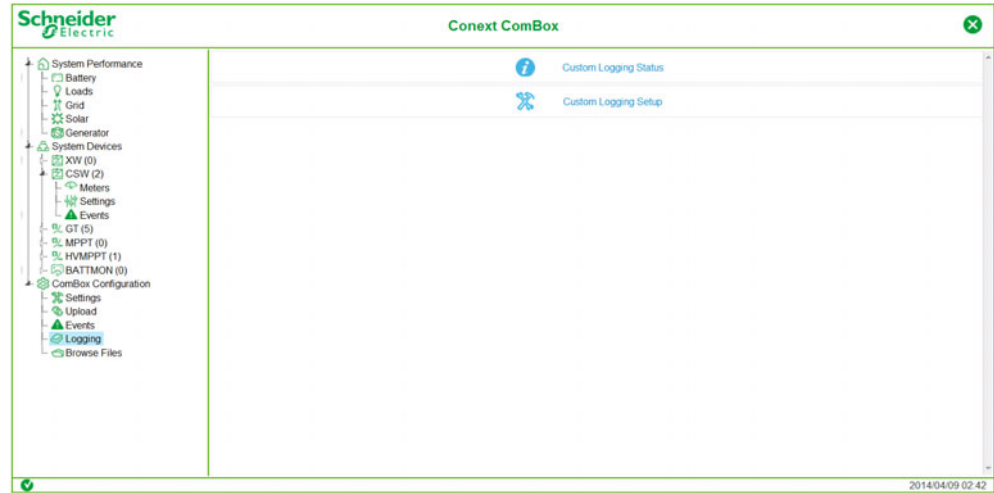 Schneider
Electric
Conext ComBox
System Performance
Battery
Loads
Grid
Solar
Generator
System Devices
XW (0)
CSW (2)
Meters
Settings
Events
GT (5)
MPPT (0)
HVMPPT (1)
BATTMON (0)
ComBox Configuration
Settings
Upload
Events
Logging
Browse Files
Custom Logging Status
Custom Logging Setup
2014/04/09 02:42